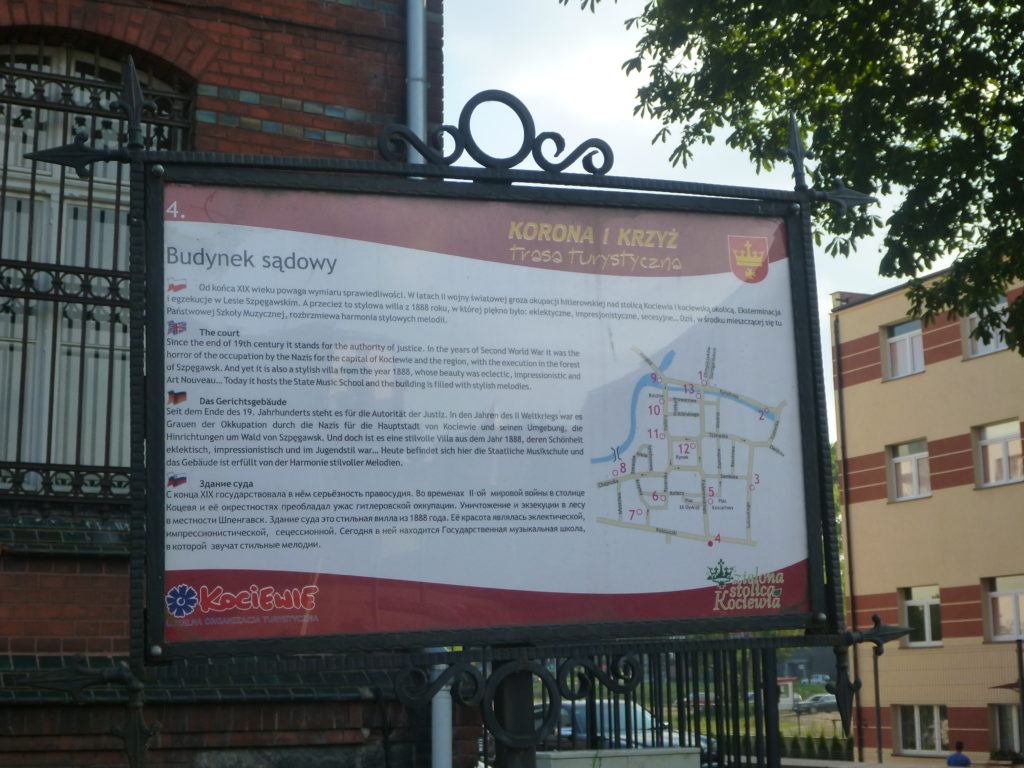 4.
KORONA I KRZYŻ
trasa turystyczna
Budynek sądowy
Od końca XIX wieku powaga wymiaru sprawiedliwości. W latach II wojny światowej groza okupacji hitlerowskiej nad stolicą Kociewia i kociewską okolicą. Eksterminacja
i egzekucje w Lesie Szpęgawskim. A przecież to stylowa willa z 1888 roku, w której piękno było: eklektyczne, impresjonistyczne, secesyjne... Dziś, w środku mieszczącej się tu
Państwowej Szkoły Muzycznej, rozbrzmiewa harmonia stylowych melodii.
The court
Since the end of 19th century it stands for the authority of justice. In the years of Second World War it was the
horror of the occupation by the Nazis for the capital of Kociewie and the region, with the execution in the forest
of Szpęgawsk. And yet it is also a stylish villa from the year 1888, whose beauty was eclectic, impressionistic and
Art Nouveau... Today it hosts the State Music School and the building is filled with stylish melodies.
Das Gerichtsgebäude
Seit dem Ende des 19. Jahrhunderts steht es für die Autorität der Justiz. In den Jahren des II Weltkriegs war es
Grauen der Okkupation durch die Nazis für die Hauptstadt von Kociewie und seinen Umgebung, die
Hinrichtungen um Wald von Szpęgawsk. Und doch ist es eine stilvolle Villa aus dem Jahr 1888, deren Schönheit
eklektisch, impressionistisch und im Jugendstil war... Heute befindet sich hier die Staatliche Musikschule und
das Gebäude ist erfüllt von der Harmonie stilvoller Melodien.
Здание суда
С конца XIX государствовала в нём серьёзность правосудия. Во временах II-ой мировой войны в столице
Коцевя и её окрестностях преобладал ужас гитлеровской оккупации. Уничтожение и экзекуции в лесу
в местности Шпенгавск. Здание суда это стильная вилла из 1888 года. Её красота являлась эклектической,
импрессионистической, сецессионной. Сегодня в ней находится Государственная музыкальная школа,
в которой звучат стильные мелодии.
9
1
13
10
2
11
12
Rynek
8
3
6
5
7
4
KOCIEWIE
LOKALNA ORGANIZACJA TURYSTYCZNA
Zielona
stolica
Kociewia